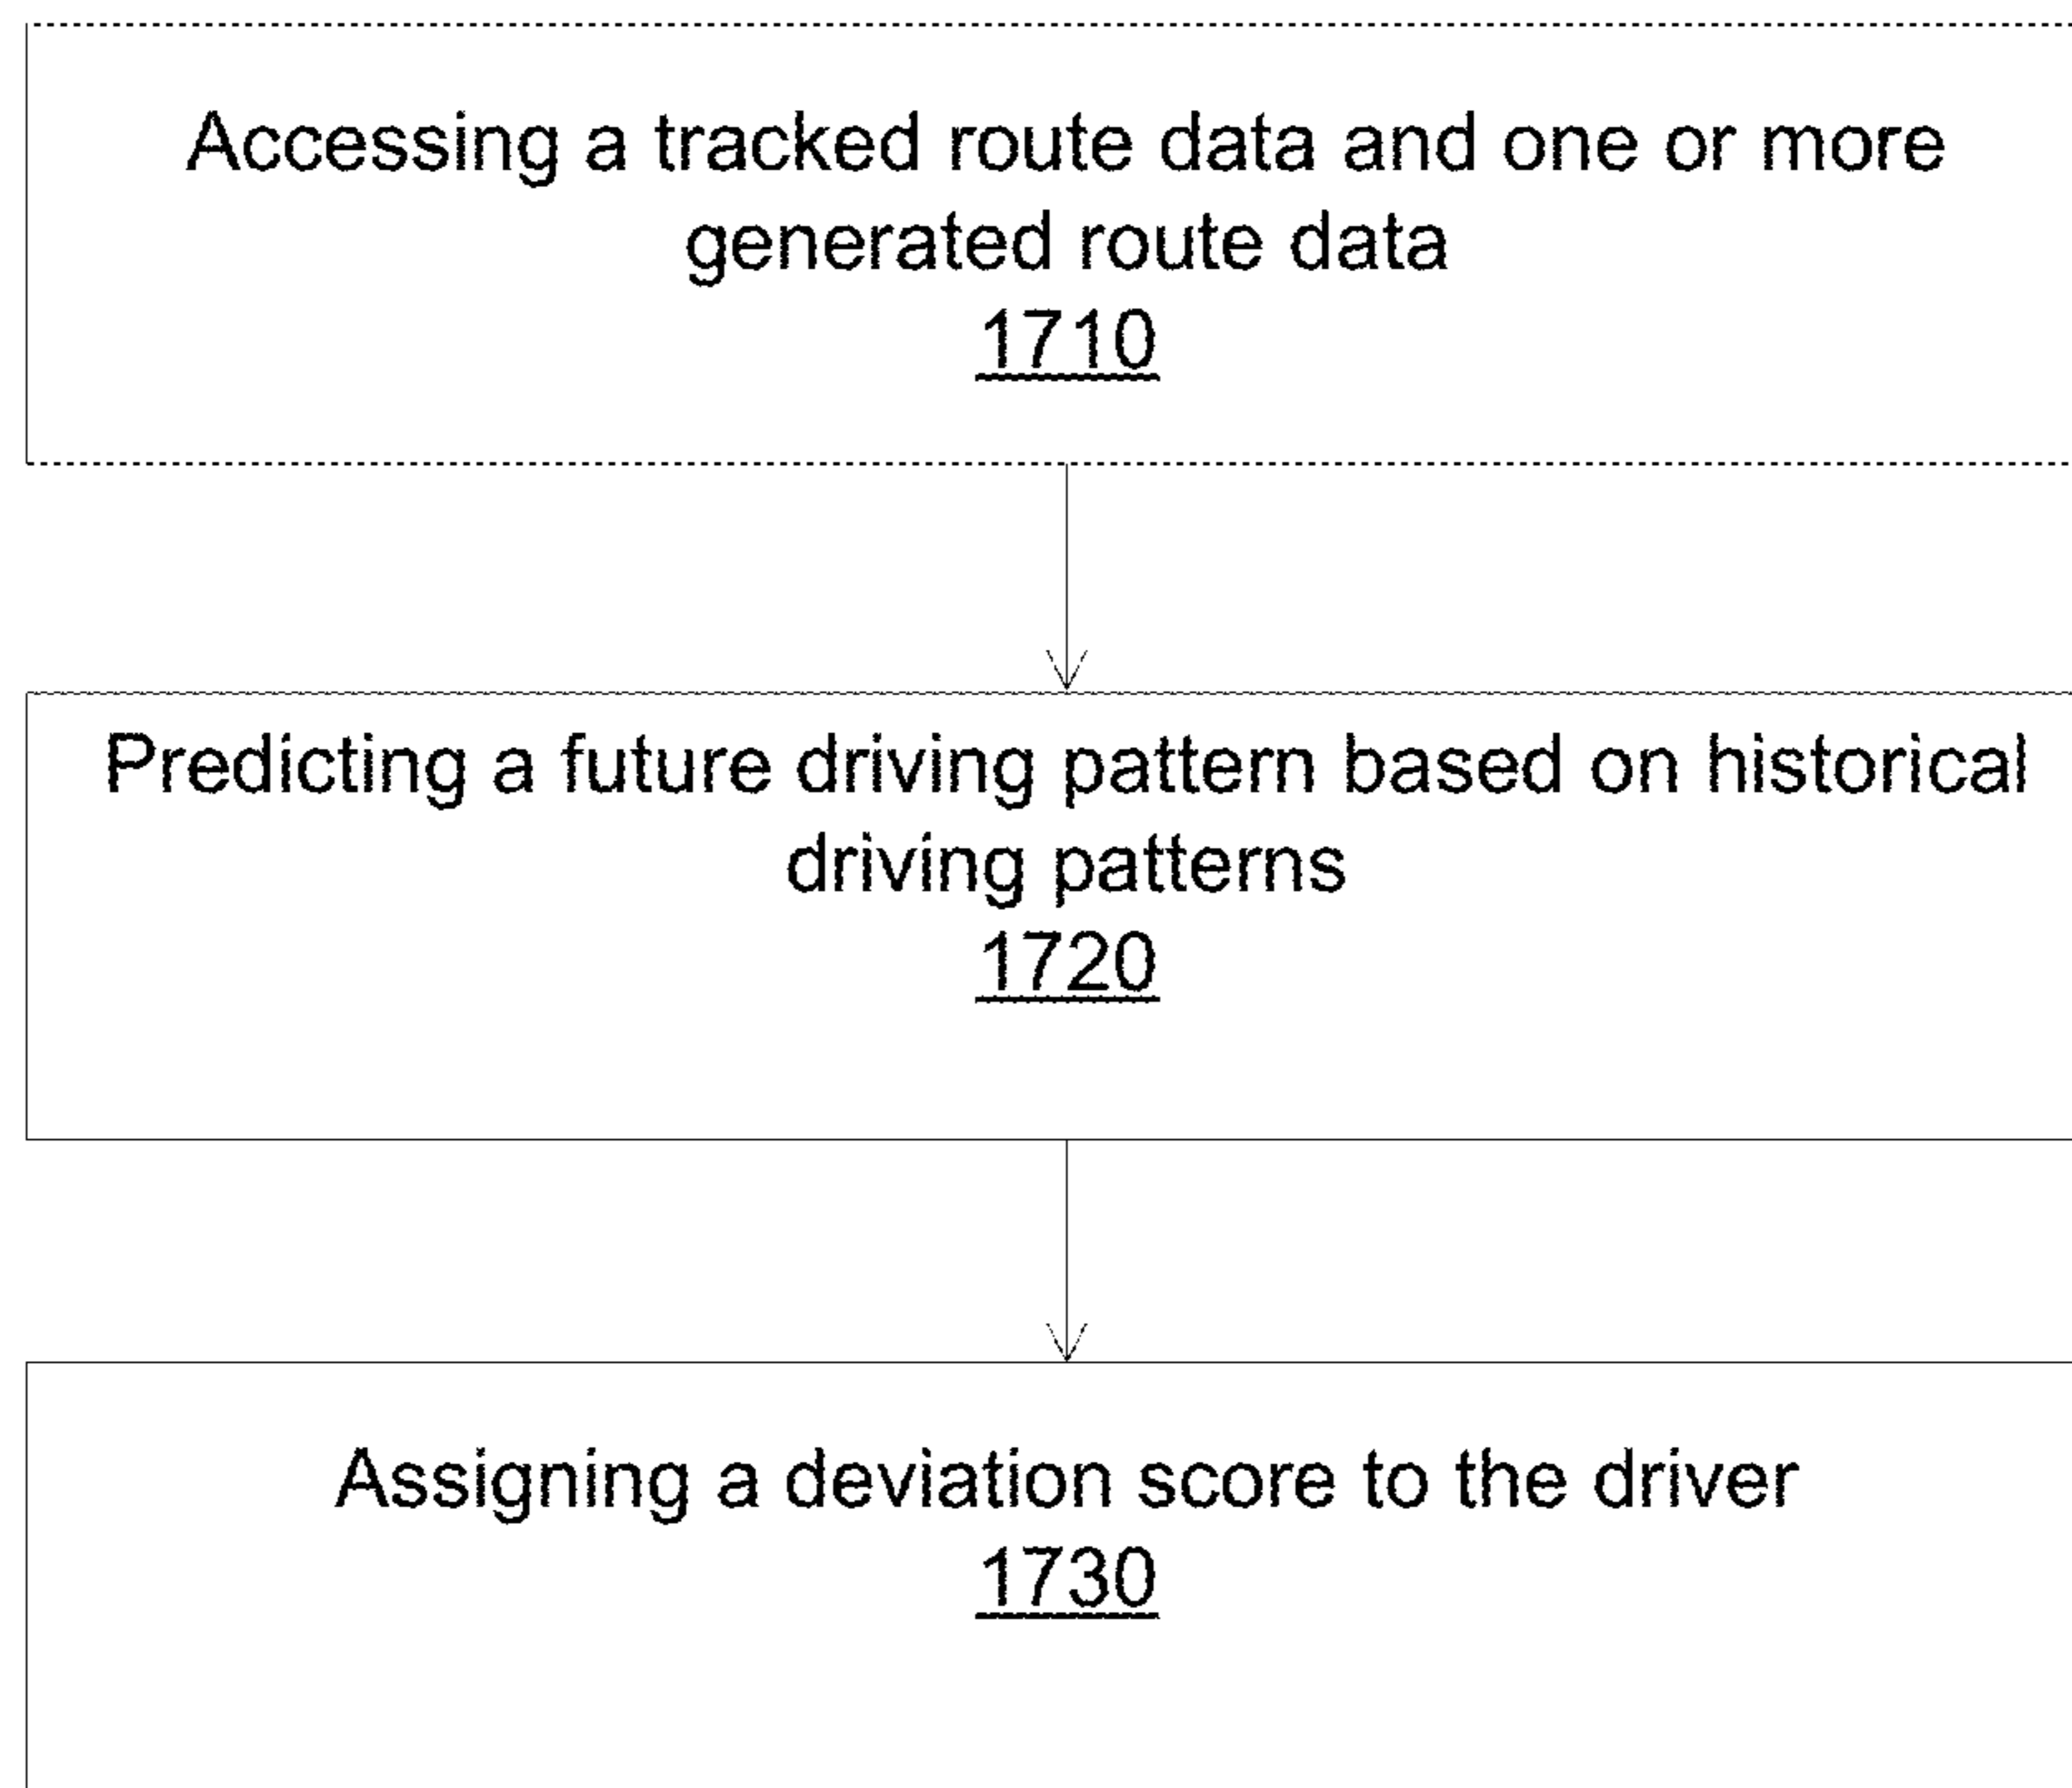 Accessing a tracked route data and one or more
generated route data
1710
Predicting a future driving pattern based on historical
driving patterns
1720
Assigning a deviation score to the driver
1730